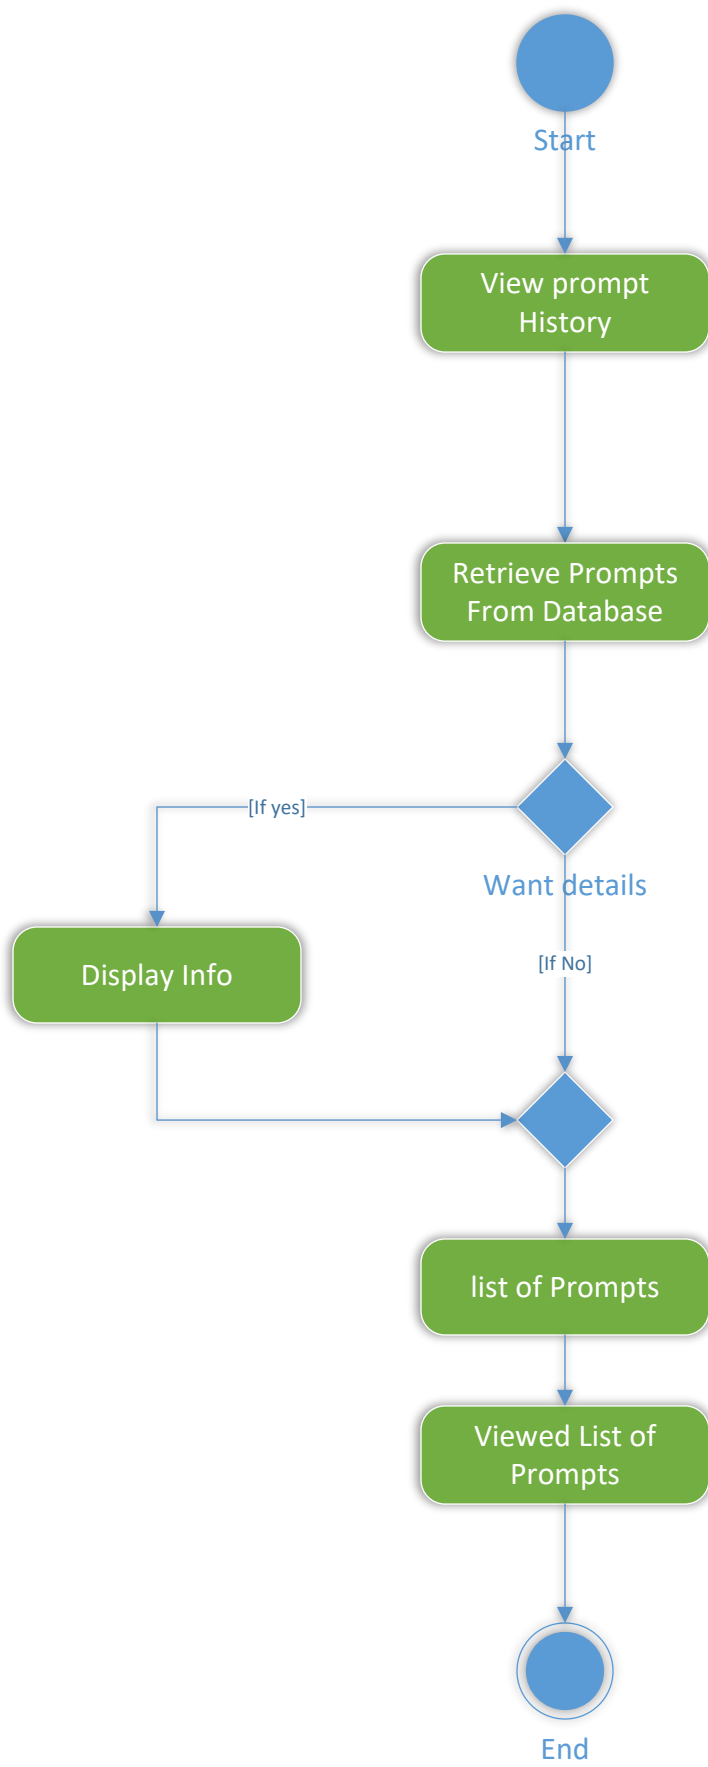 Start
View prompt
History
Retrieve Prompts
From Database
[If yes]
Want details
[If No]
Display Info
list of Prompts
Viewed List of
Prompts
End